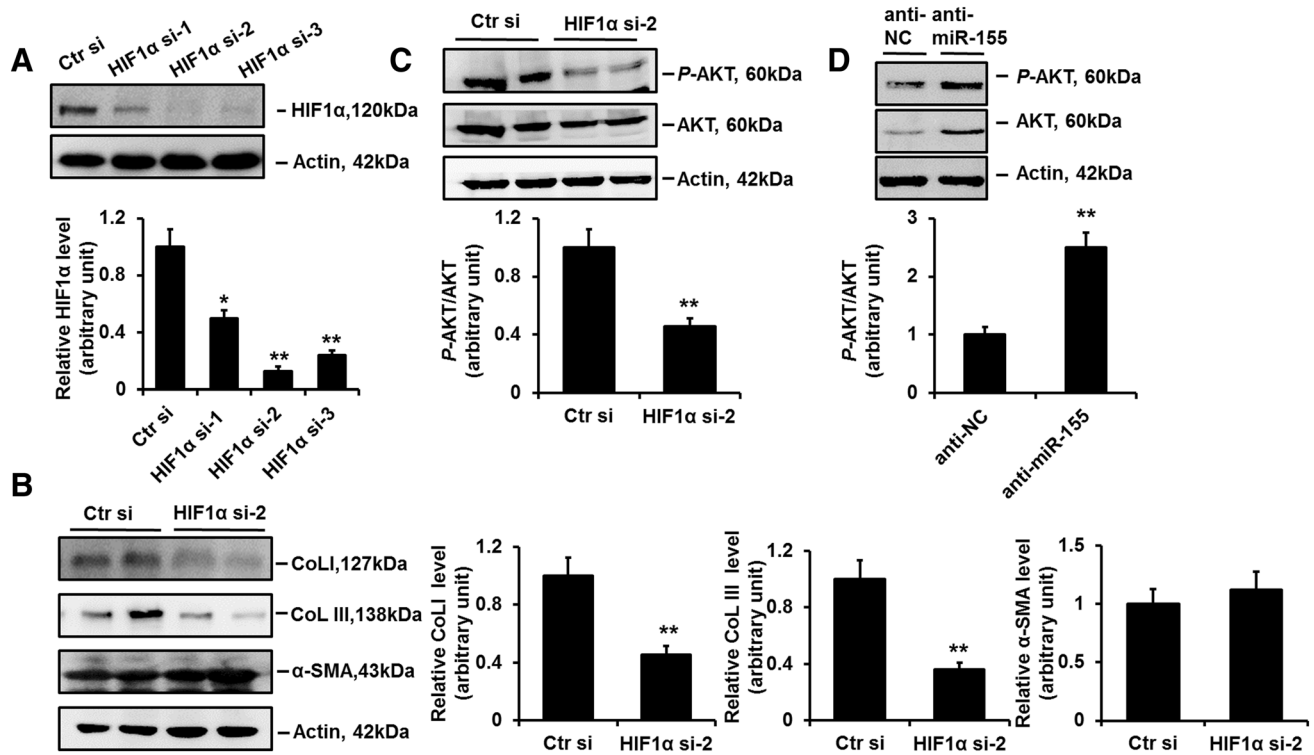 A
Ctr si
HIF1α si-1
HIF1α si-2
HIF1α si-3
HIF1α,120kDa
Actin, 42kDa
Relative HIF1α level
(arbitrary unit)
1.2
0.8
0.4
0
*
**
**
Ctr si
HIF1α si-1
HIF1α si-2
HIF1α si-3
C
Ctr si
HIF1α si-2
P-AKT, 60kDa
AKT, 60kDa
Actin, 42kDa
P-AKT/AKT
(arbitrary unit)
1.2
0.8
0.4
0
**
Ctr si
HIF1α si-2
D
anti-
NC
anti-
miR-155
P-AKT, 60kDa
AKT, 60kDa
Actin, 42kDa
P-AKT/AKT
(arbitrary unit)
3
2
1
0
**
anti-NC
anti-miR-155
B
Ctr si
HIF1α si-2
CoLI,127kDa
CoL III,138kDa
α-SMA,43kDa
Actin, 42kDa
Relative CoLI level
(arbitrary unit)
1.2
0.8
0.4
0
**
Ctr si
HIF1α si-2
Relative CoL III level
(arbitrary unit)
1.2
0.8
0.4
0
**
Ctr si
HIF1α si-2
Relative α-SMA level
(arbitrary unit)
1.5
1
0.5
0
Ctr si
HIF1α si-2